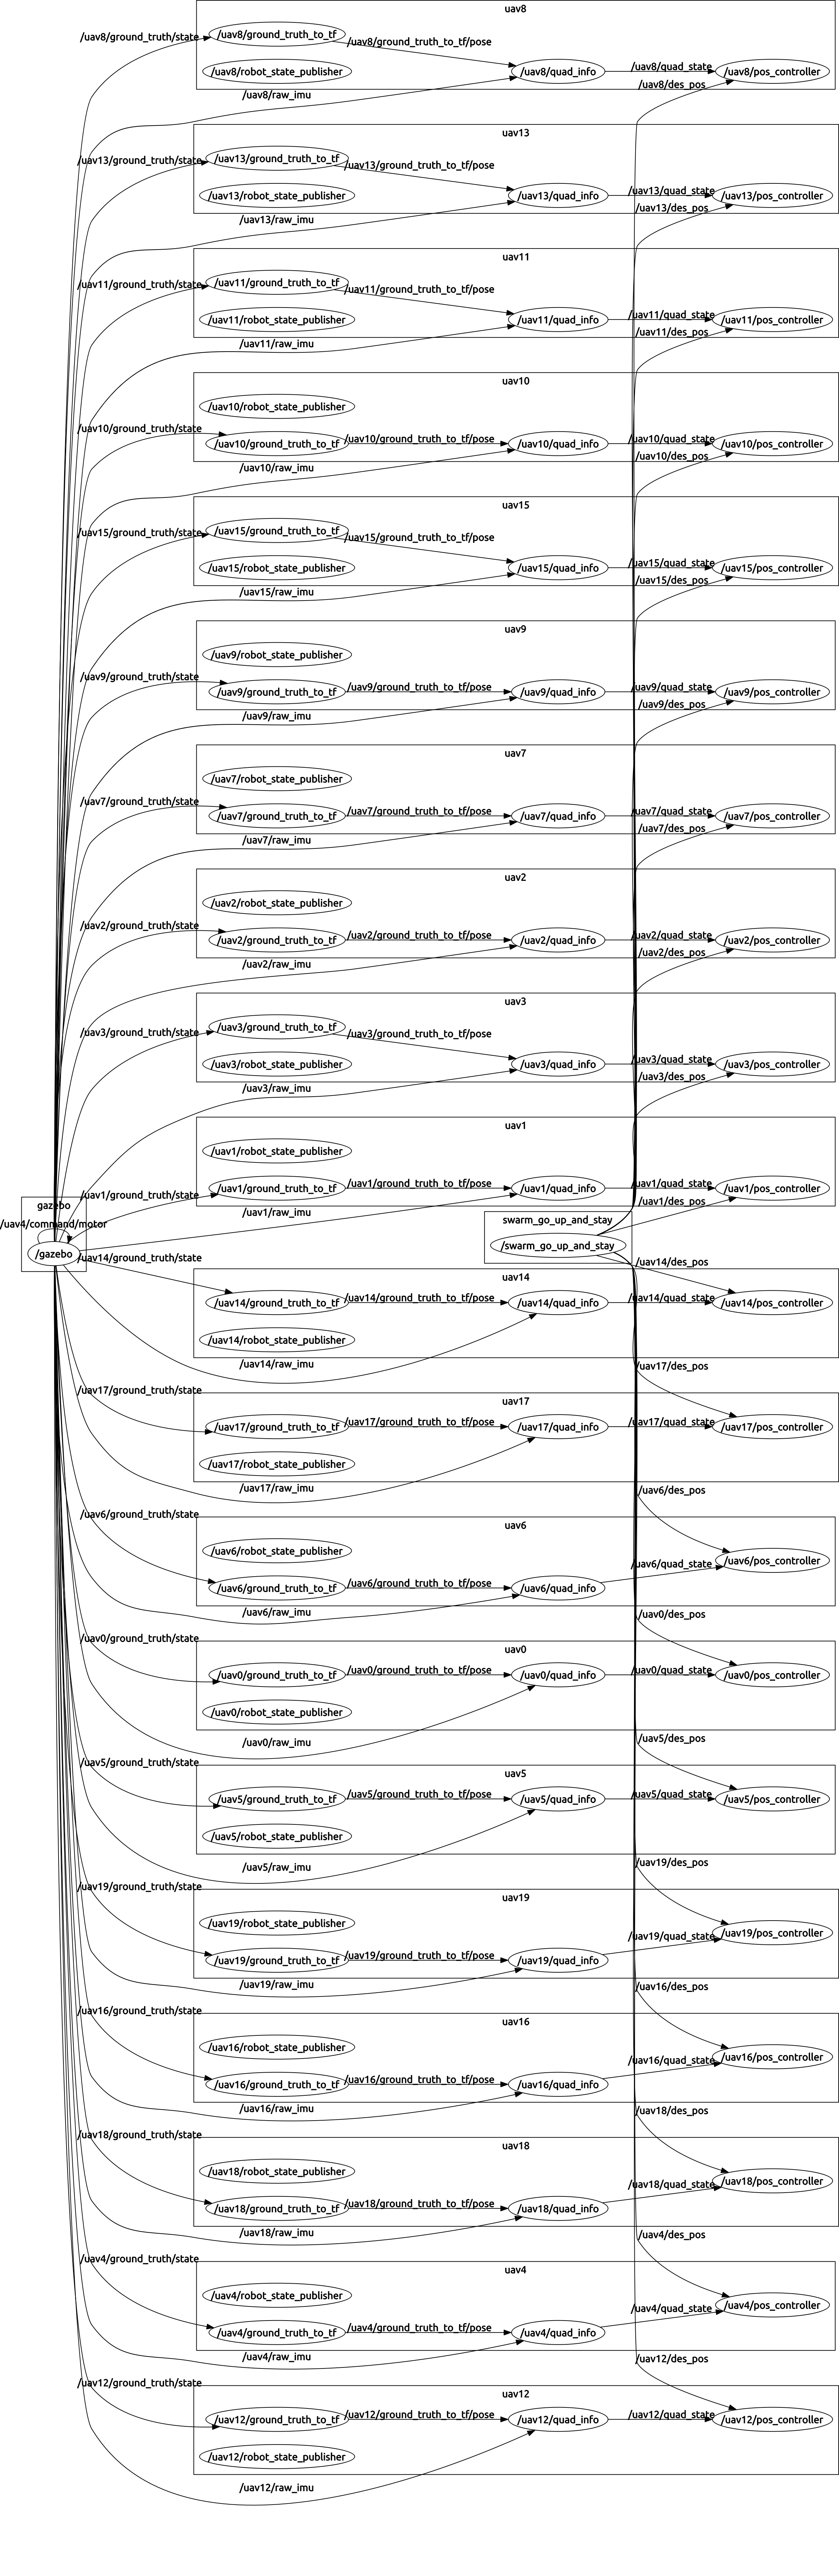 uav8
/uav8/ground_truth/state
/uav8/ground_truth_to_tf
/uav8/ground_truth_to_tf/pose
/uav8/robot_state_publisher
/uav8/quad_info
/uav8/quad_state
/uav8/pos_controller
/uav8/raw_imu
/uav8/des_pos
uav13
/uav13/ground_truth/state
/uav13/ground_truth_to_tf
/uav13/ground_truth_to_tf/pose
/uav13/robot_state_publisher
/uav13/quad_info
/uav13/quad_state
/uav13/pos_controller
/uav13/raw_imu
/uav13/des_pos
uav11
/uav11/ground_truth/state
/uav11/ground_truth_to_tf
/uav11/ground_truth_to_tf/pose
/uav11/robot_state_publisher
/uav11/quad_info
/uav11/quad_state
/uav11/pos_controller
/uav11/raw_imu
/uav11/des_pos
uav10
/uav10/robot_state_publisher
/uav10/ground_truth/state
/uav10/ground_truth_to_tf
/uav10/ground_truth_to_tf/pose
/uav10/quad_info
/uav10/quad_state
/uav10/pos_controller
/uav10/raw_imu
/uav10/des_pos
uav15
/uav15/ground_truth/state
/uav15/ground_truth_to_tf
/uav15/ground_truth_to_tf/pose
/uav15/robot_state_publisher
/uav15/quad_info
/uav15/quad_state
/uav15/pos_controller
/uav15/raw_imu
/uav15/des_pos
uav9
/uav9/robot_state_publisher
/uav9/ground_truth/state
/uav9/ground_truth_to_tf
/uav9/ground_truth_to_tf/pose
/uav9/quad_info
/uav9/quad_state
/uav9/pos_controller
/uav9/raw_imu
/uav9/des_pos
uav7
/uav7/robot_state_publisher
/uav7/ground_truth/state
/uav7/ground_truth_to_tf
/uav7/ground_truth_to_tf/pose
/uav7/quad_info
/uav7/quad_state
/uav7/pos_controller
/uav7/raw_imu
/uav7/des_pos
uav2
/uav2/robot_state_publisher
/uav2/ground_truth/state
/uav2/ground_truth_to_tf
/uav2/ground_truth_to_tf/pose
/uav2/quad_info
/uav2/quad_state
/uav2/pos_controller
/uav2/raw_imu
/uav2/des_pos
uav3
/uav3/ground_truth/state
/uav3/ground_truth_to_tf
/uav3/ground_truth_to_tf/pose
/uav3/robot_state_publisher
/uav3/quad_info
/uav3/quad_state
/uav3/pos_controller
/uav3/raw_imu
/uav3/des_pos
uav1
/uav1/robot_state_publisher
/uav1/ground_truth/state
/uav1/ground_truth_to_tf
/uav1/ground_truth_to_tf/pose
/uav1/quad_info
/uav1/quad_state
/uav1/pos_controller
/uav1/raw_imu
/uav1/des_pos
gazebo
/uav4/command/motor
/gazebo
swarm_go_up_and_stay
/swarm_go_up_and_stay
uav14
/uav14/ground_truth/state
/uav14/des_pos
/uav14/ground_truth_to_tf
/uav14/ground_truth_to_tf/pose
/uav14/quad_info
/uav14/quad_state
/uav14/pos_controller
/uav14/robot_state_publisher
/uav14/raw_imu
uav17
/uav17/des_pos
/uav17/ground_truth/state
/uav17/ground_truth_to_tf
/uav17/ground_truth_to_tf/pose
/uav17/quad_info
/uav17/quad_state
/uav17/pos_controller
/uav17/robot_state_publisher
/uav17/raw_imu
uav6
/uav6/des_pos
/uav6/ground_truth/state
/uav6/robot_state_publisher
/uav6/ground_truth_to_tf
/uav6/ground_truth_to_tf/pose
/uav6/quad_info
/uav6/quad_state
/uav6/pos_controller
/uav6/raw_imu
uav0
/uav0/des_pos
/uav0/ground_truth/state
/uav0/ground_truth_to_tf
/uav0/ground_truth_to_tf/pose
/uav0/quad_info
/uav0/quad_state
/uav0/pos_controller
/uav0/robot_state_publisher
/uav0/raw_imu
uav5
/uav5/des_pos
/uav5/ground_truth/state
/uav5/ground_truth_to_tf
/uav5/ground_truth_to_tf/pose
/uav5/quad_info
/uav5/quad_state
/uav5/pos_controller
/uav5/robot_state_publisher
/uav5/raw_imu
uav19
/uav19/des_pos
/uav19/ground_truth/state
/uav19/robot_state_publisher
/uav19/ground_truth_to_tf
/uav19/ground_truth_to_tf/pose
/uav19/quad_info
/uav19/quad_state
/uav19/pos_controller
/uav19/raw_imu
uav16
/uav16/des_pos
/uav16/ground_truth/state
/uav16/robot_state_publisher
/uav16/ground_truth_to_tf
/uav16/ground_truth_to_tf/pose
/uav16/quad_info
/uav16/quad_state
/uav16/pos_controller
/uav16/raw_imu
uav18
/uav18/des_pos
/uav18/ground_truth/state
/uav18/robot_state_publisher
/uav18/ground_truth_to_tf
/uav18/ground_truth_to_tf/pose
/uav18/quad_info
/uav18/quad_state
/uav18/pos_controller
/uav18/raw_imu
uav4
/uav4/des_pos
/uav4/ground_truth/state
/uav4/robot_state_publisher
/uav4/ground_truth_to_tf
/uav4/ground_truth_to_tf/pose
/uav4/quad_info
/uav4/quad_state
/uav4/pos_controller
/uav4/raw_imu
uav12
/uav12/des_pos
/uav12/ground_truth/state
/uav12/ground_truth_to_tf
/uav12/ground_truth_to_tf/pose
/uav12/quad_info
/uav12/quad_state
/uav12/pos_controller
/uav12/robot_state_publisher
/uav12/raw_imu